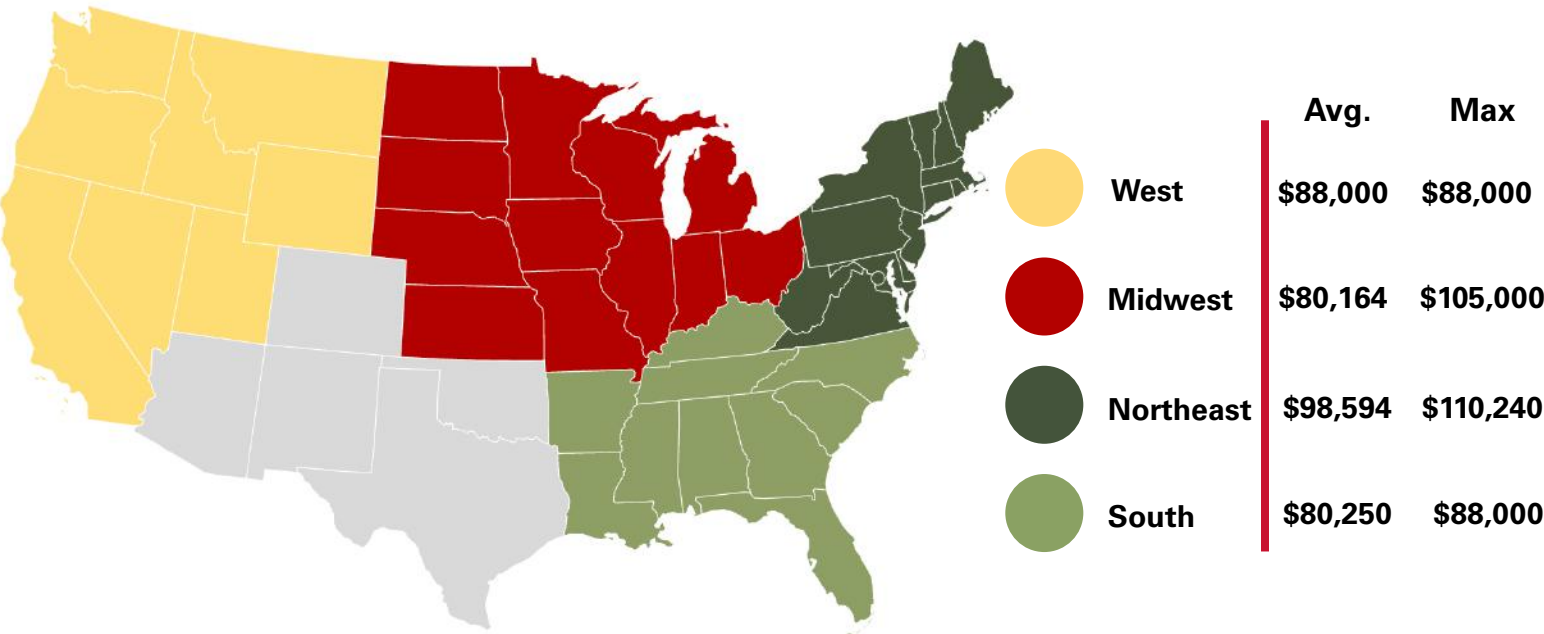 Avg. Max
West $88,000 $88,000
Midwest $80,164 $105,000
Northeast $98,594 $110,240
South $80,250 $88,000